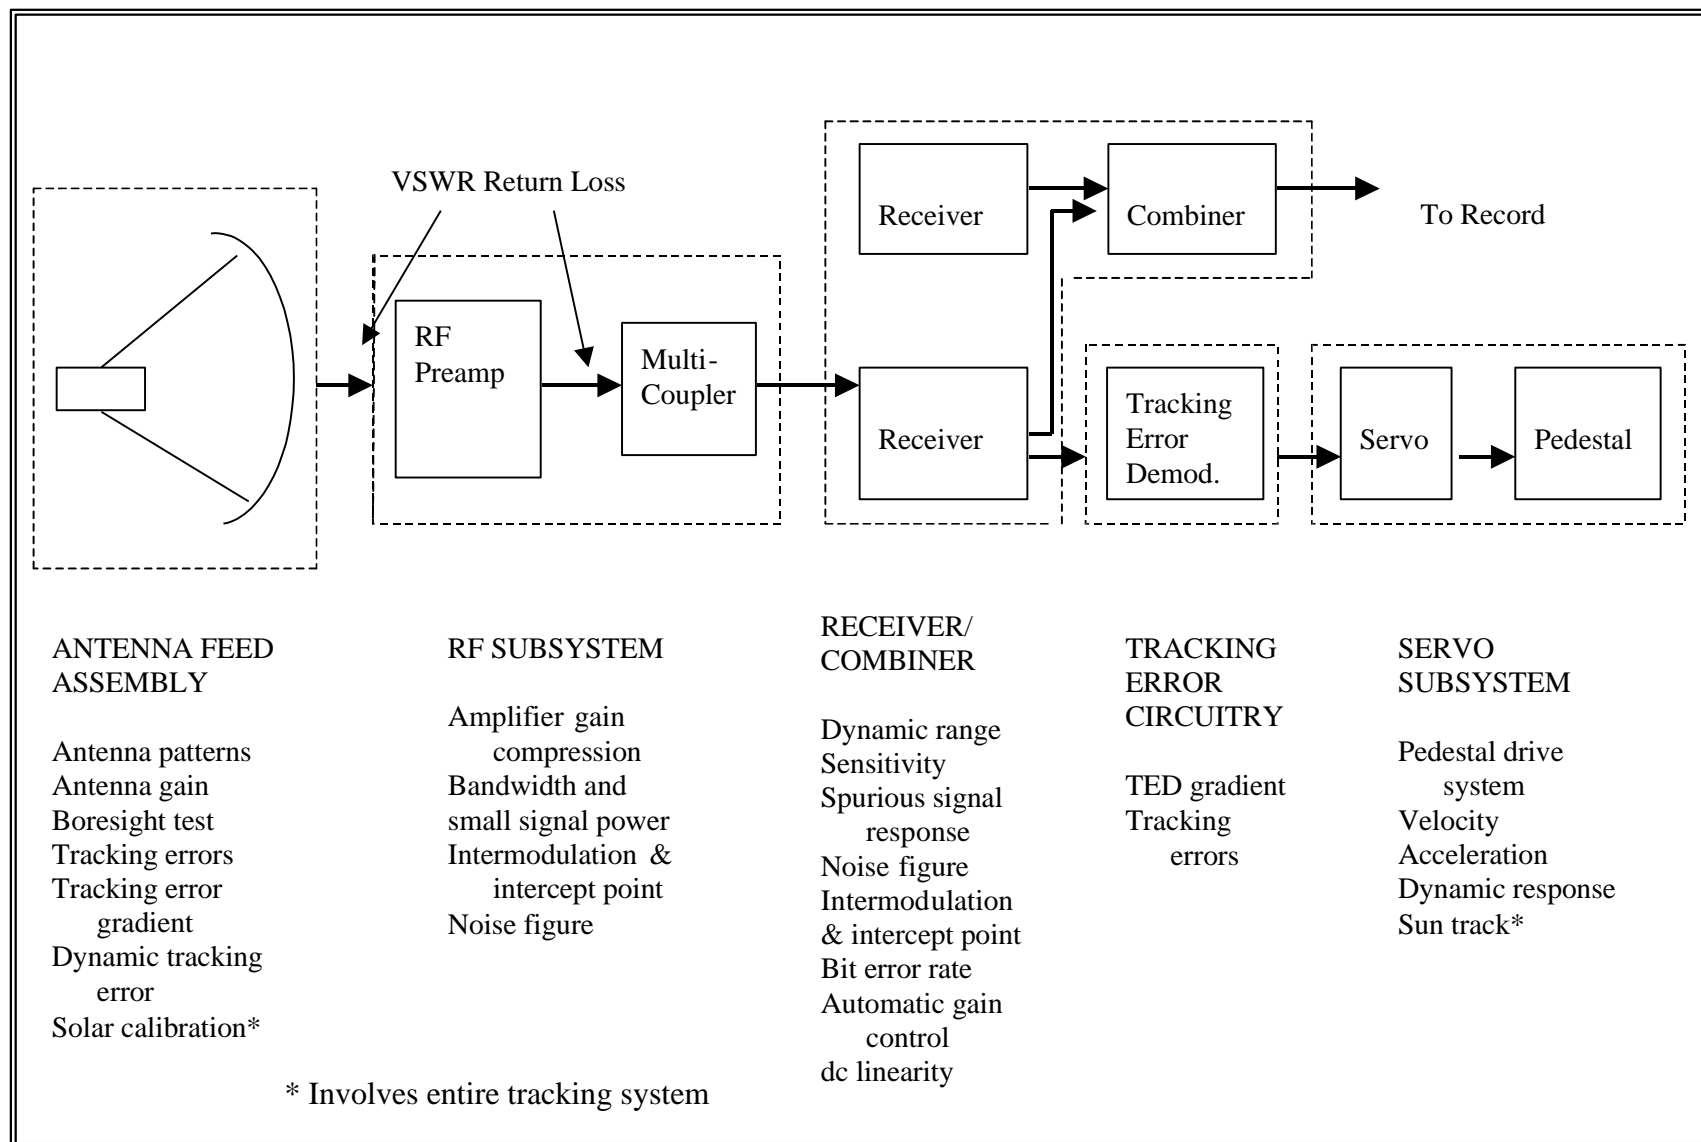 VSWR Return Loss
Receiver
Combiner
To Record
RF
Preamp
Multi-
Coupler
Receiver
Tracking
Error
Demod.
Servo
Pedestal
ANTENNA FEED
ASSEMBLY
Antenna patterns
Antenna gain
Boresight test
Tracking errors
Tracking error
gradient
Dynamic tracking
error
Solar calibration*
RF SUBSYSTEM
Amplifier gain
compression
Bandwidth and
small signal power
Intermodulation &
intercept point
Noise figure
RECEIVER/
COMBINER
Dynamic range
Sensitivity
Spurious signal
response
Noise figure
Intermodulation
& intercept point
Bit error rate
Automatic gain
control
dc linearity
TRACKING
ERROR
CIRCUITRY
TED gradient
Tracking
errors
SERVO
SUBSYSTEM
Pedestal drive
system
Velocity
Acceleration
Dynamic response
Sun track*
* Involves entire tracking system